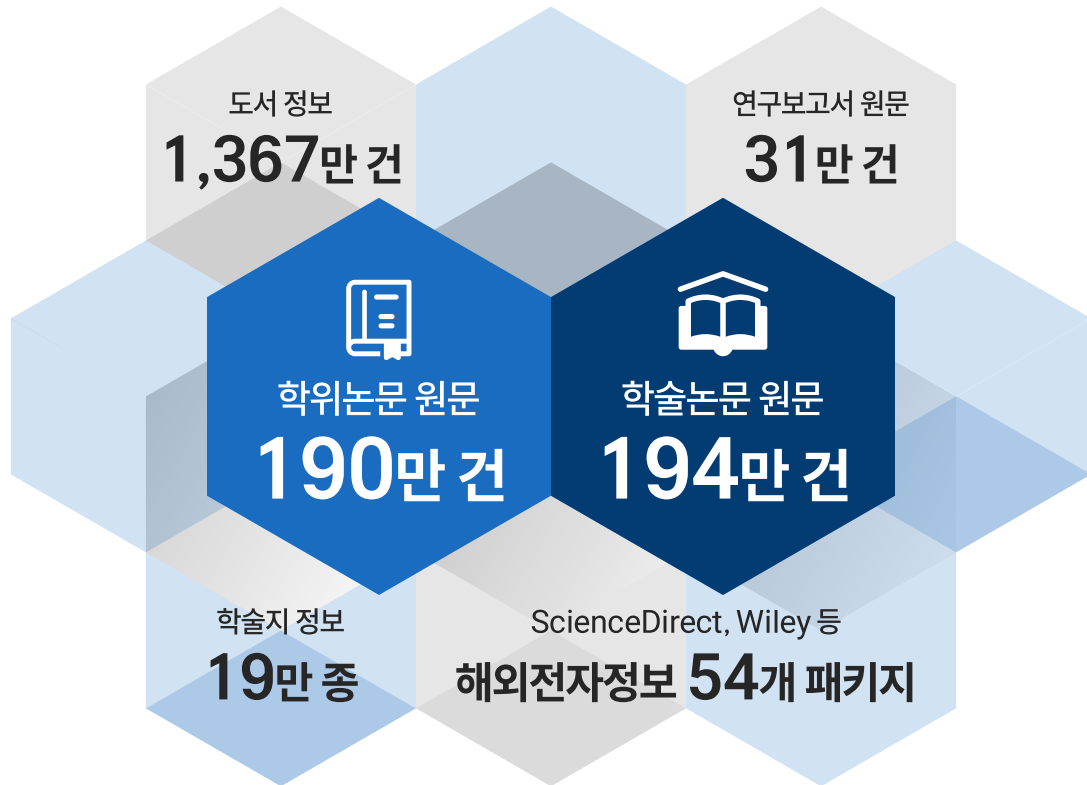 도서 정보
1,367만 건
연구보고서 원문
31만 건
학위논문 원문
190만 건
학술논문 원문
194만 건
학술지 정보
19만 종
ScienceDirect, Wiley 등
해외전자정보 54개 패키지